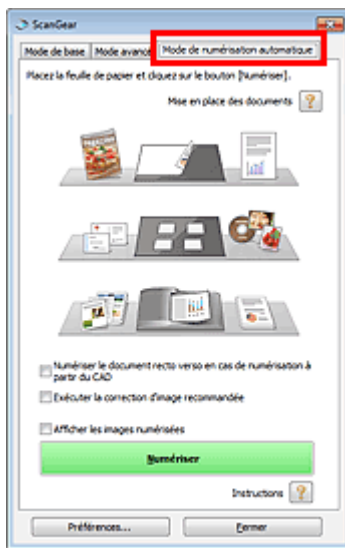 ScanGear
Mode de base
Mode avancé
Mode de numérisation automatique
Placez la feuille de papier et cliquez sur le bouton [Numériser].
Mise en place des documents
Numériser le document recto verso en cas de numérisation à
partir du CAD
Exécuter la correction d'image recommandée
Afficher les images numérisées
Numériser
Instructions
Préférences...
Fermer